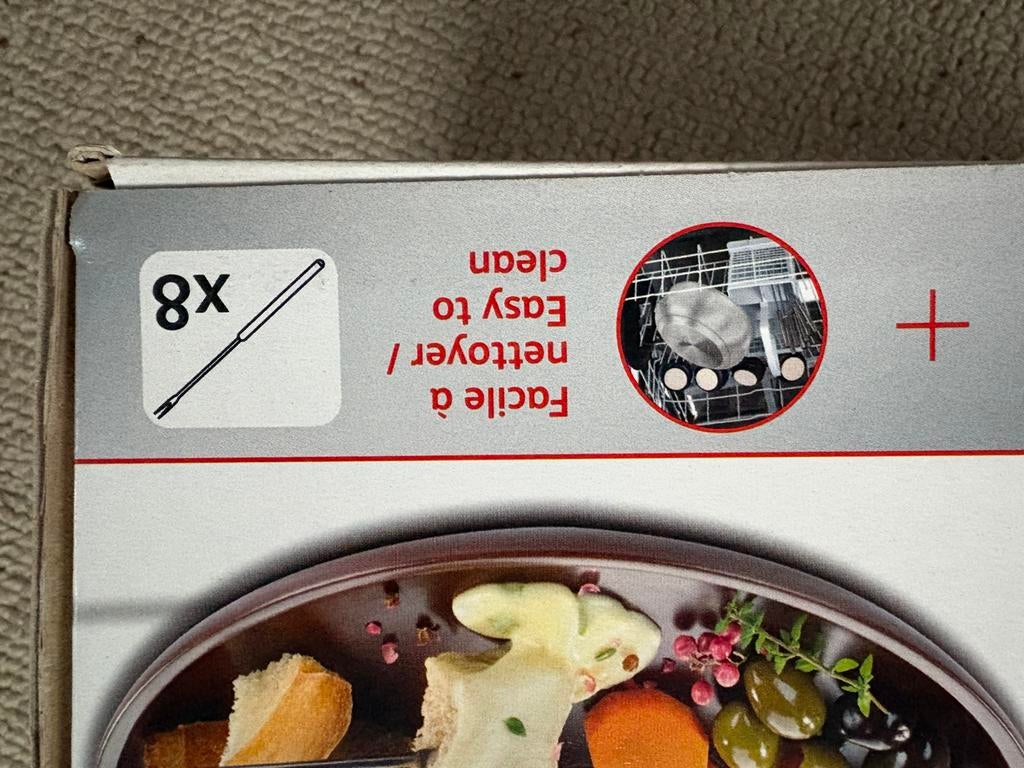 Facile à
nettoyer /
Easy to
clean
x8